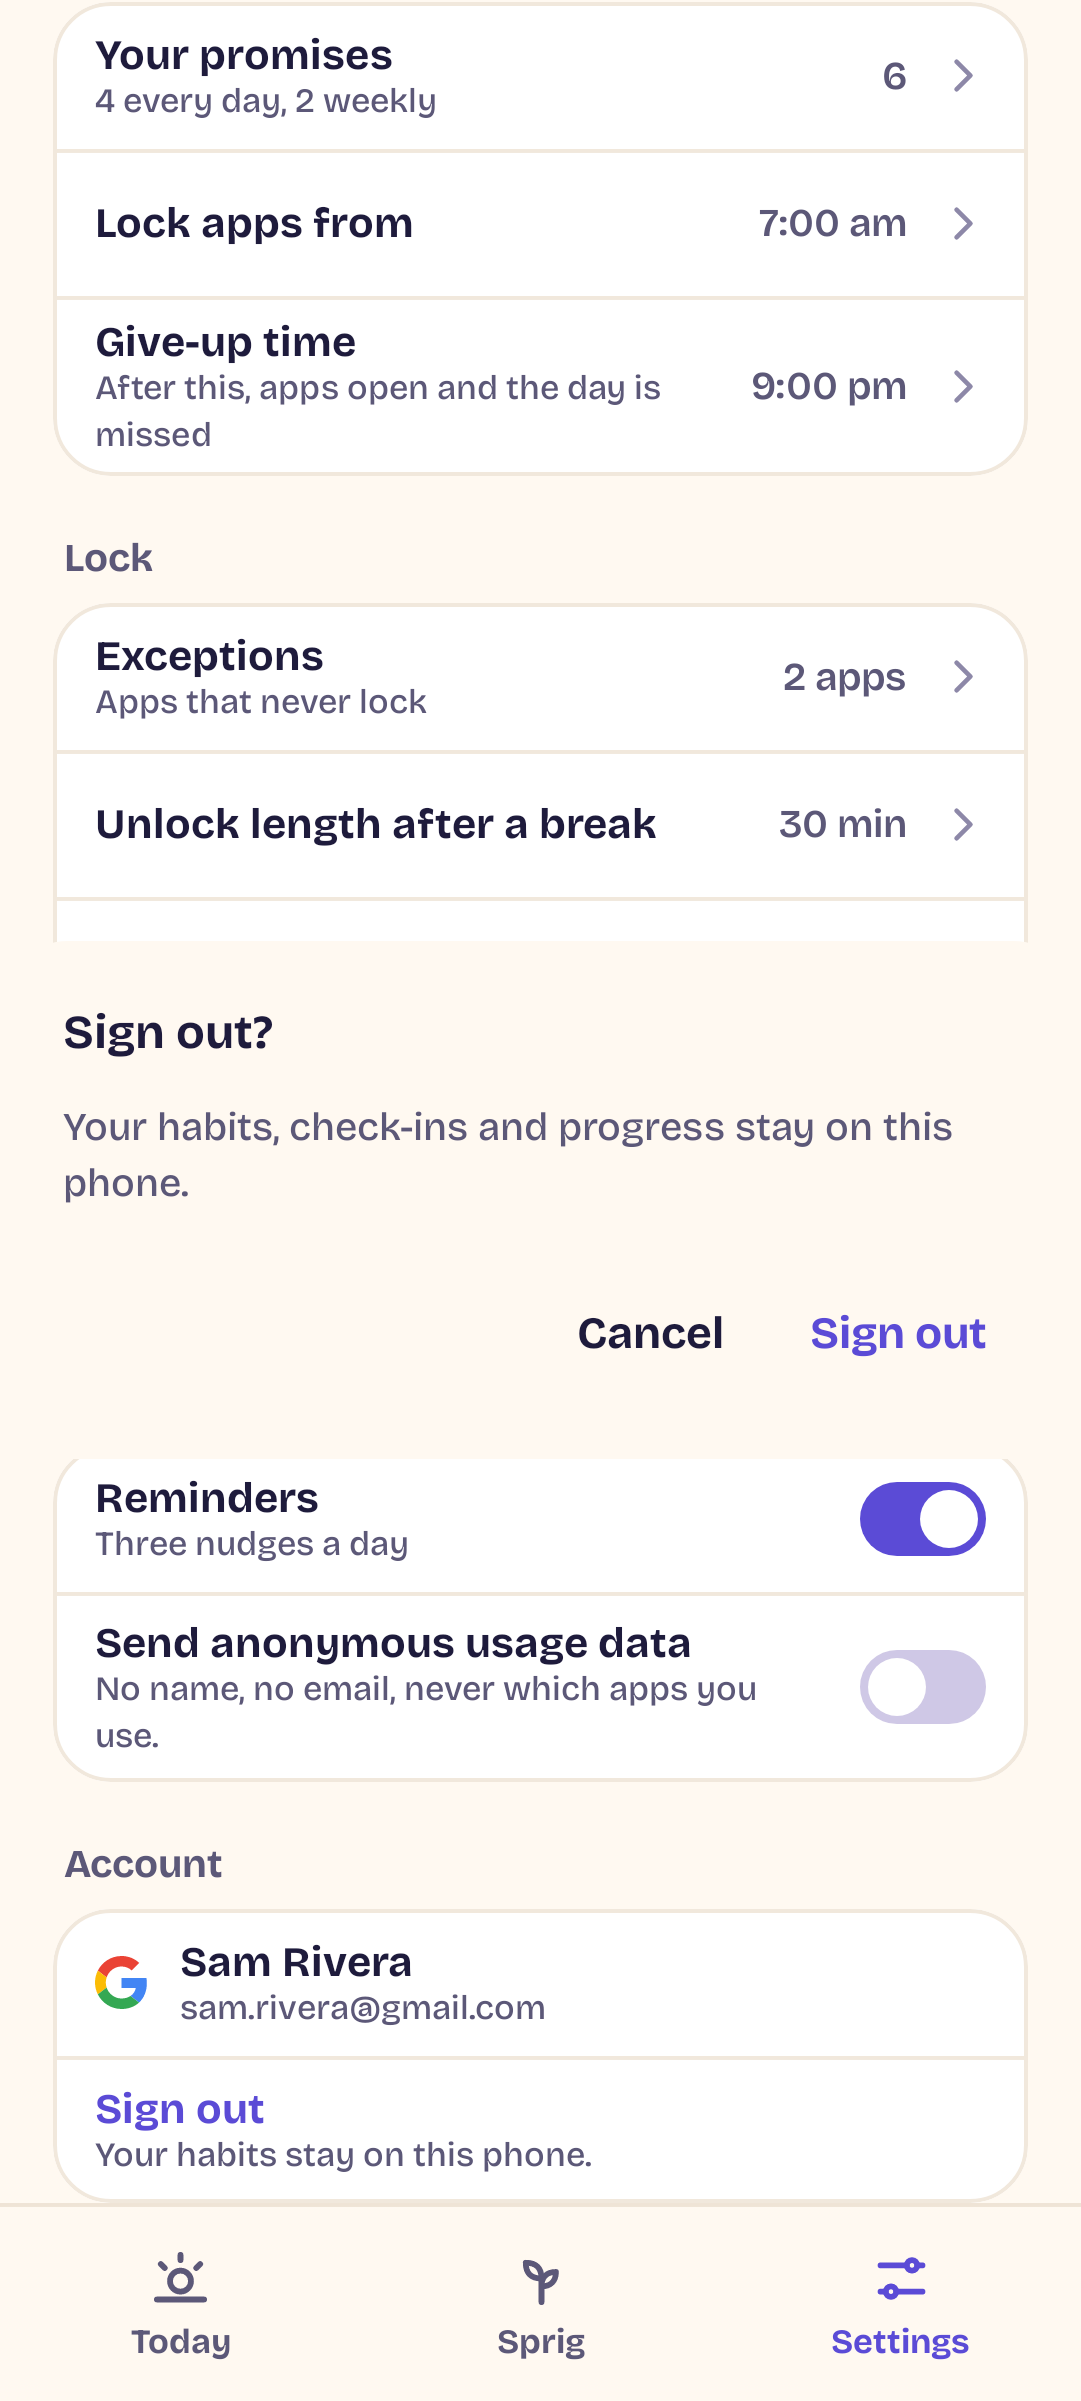 Your promises
4 every day, 2 weekly
6
Lock apps from
7:00 am
Give-up time
After this, apps open and the day is
missed
9:00 pm
Lock
Exceptions
Apps that never lock
2 apps
Unlock length after a break
30 min
Sign out?
Your habits, check-ins and progress stay on this
phone.
Cancel
Sign out
Reminders
Three nudges a day
Send anonymous usage data
No name, no email, never which apps you
use.
Account
Sam Rivera
sam.rivera@gmail.com
Sign out
Your habits stay on this phone.
Today
Sprig
Settings